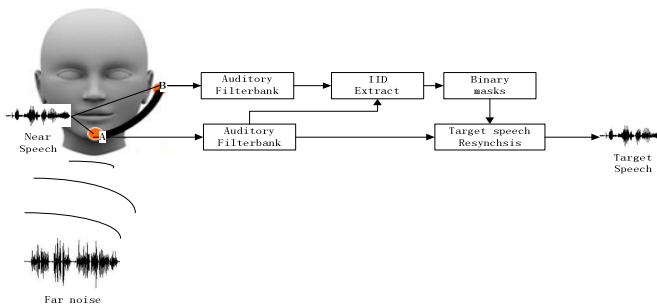 B
Auditory
Filterbank
IID
Extract
Binary
masks
Near
Speech
A
Auditory
Filterbank
Target speech
Resynchsis
Target
Speech
Far noise